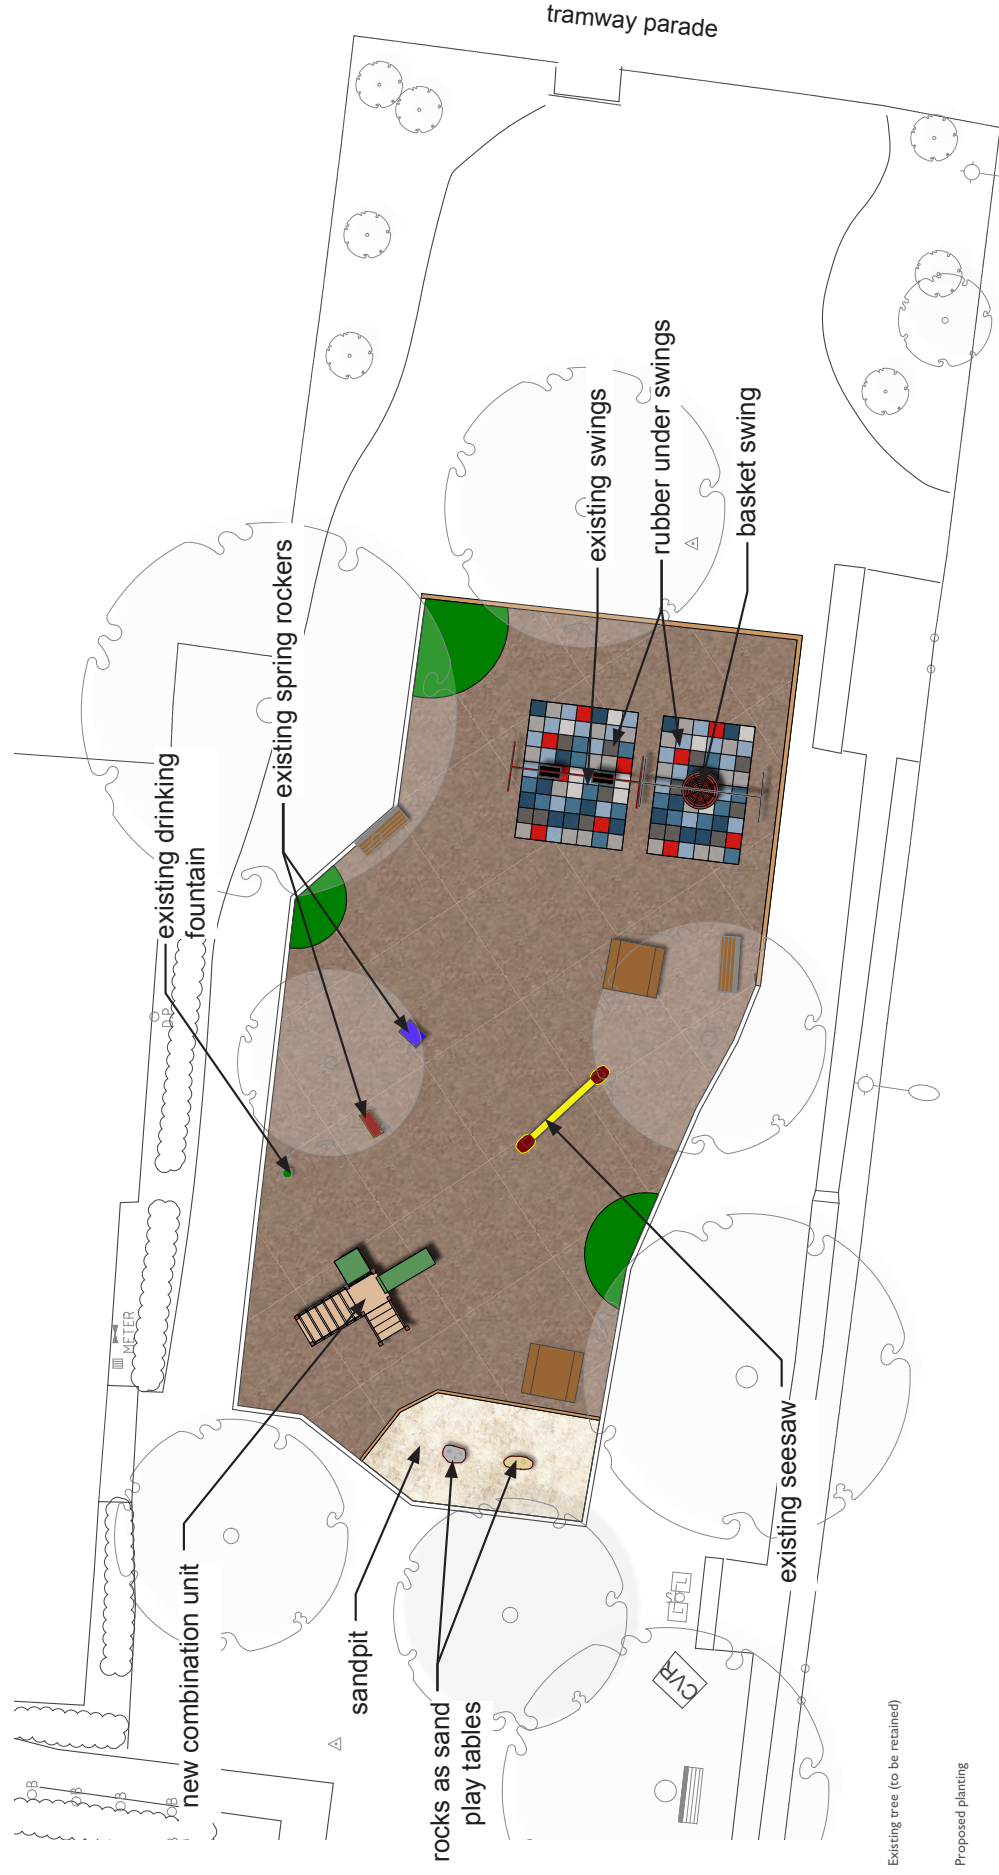 tramway parade
existing swings
rubber under swings
basket swing
existing spring rockers
existing drinking
fountain
DP
METER
new combination unit
sandpit
rocks as sand
play tables
existing seesaw
CVR
Existing tree (to be retained)
Proposed planting